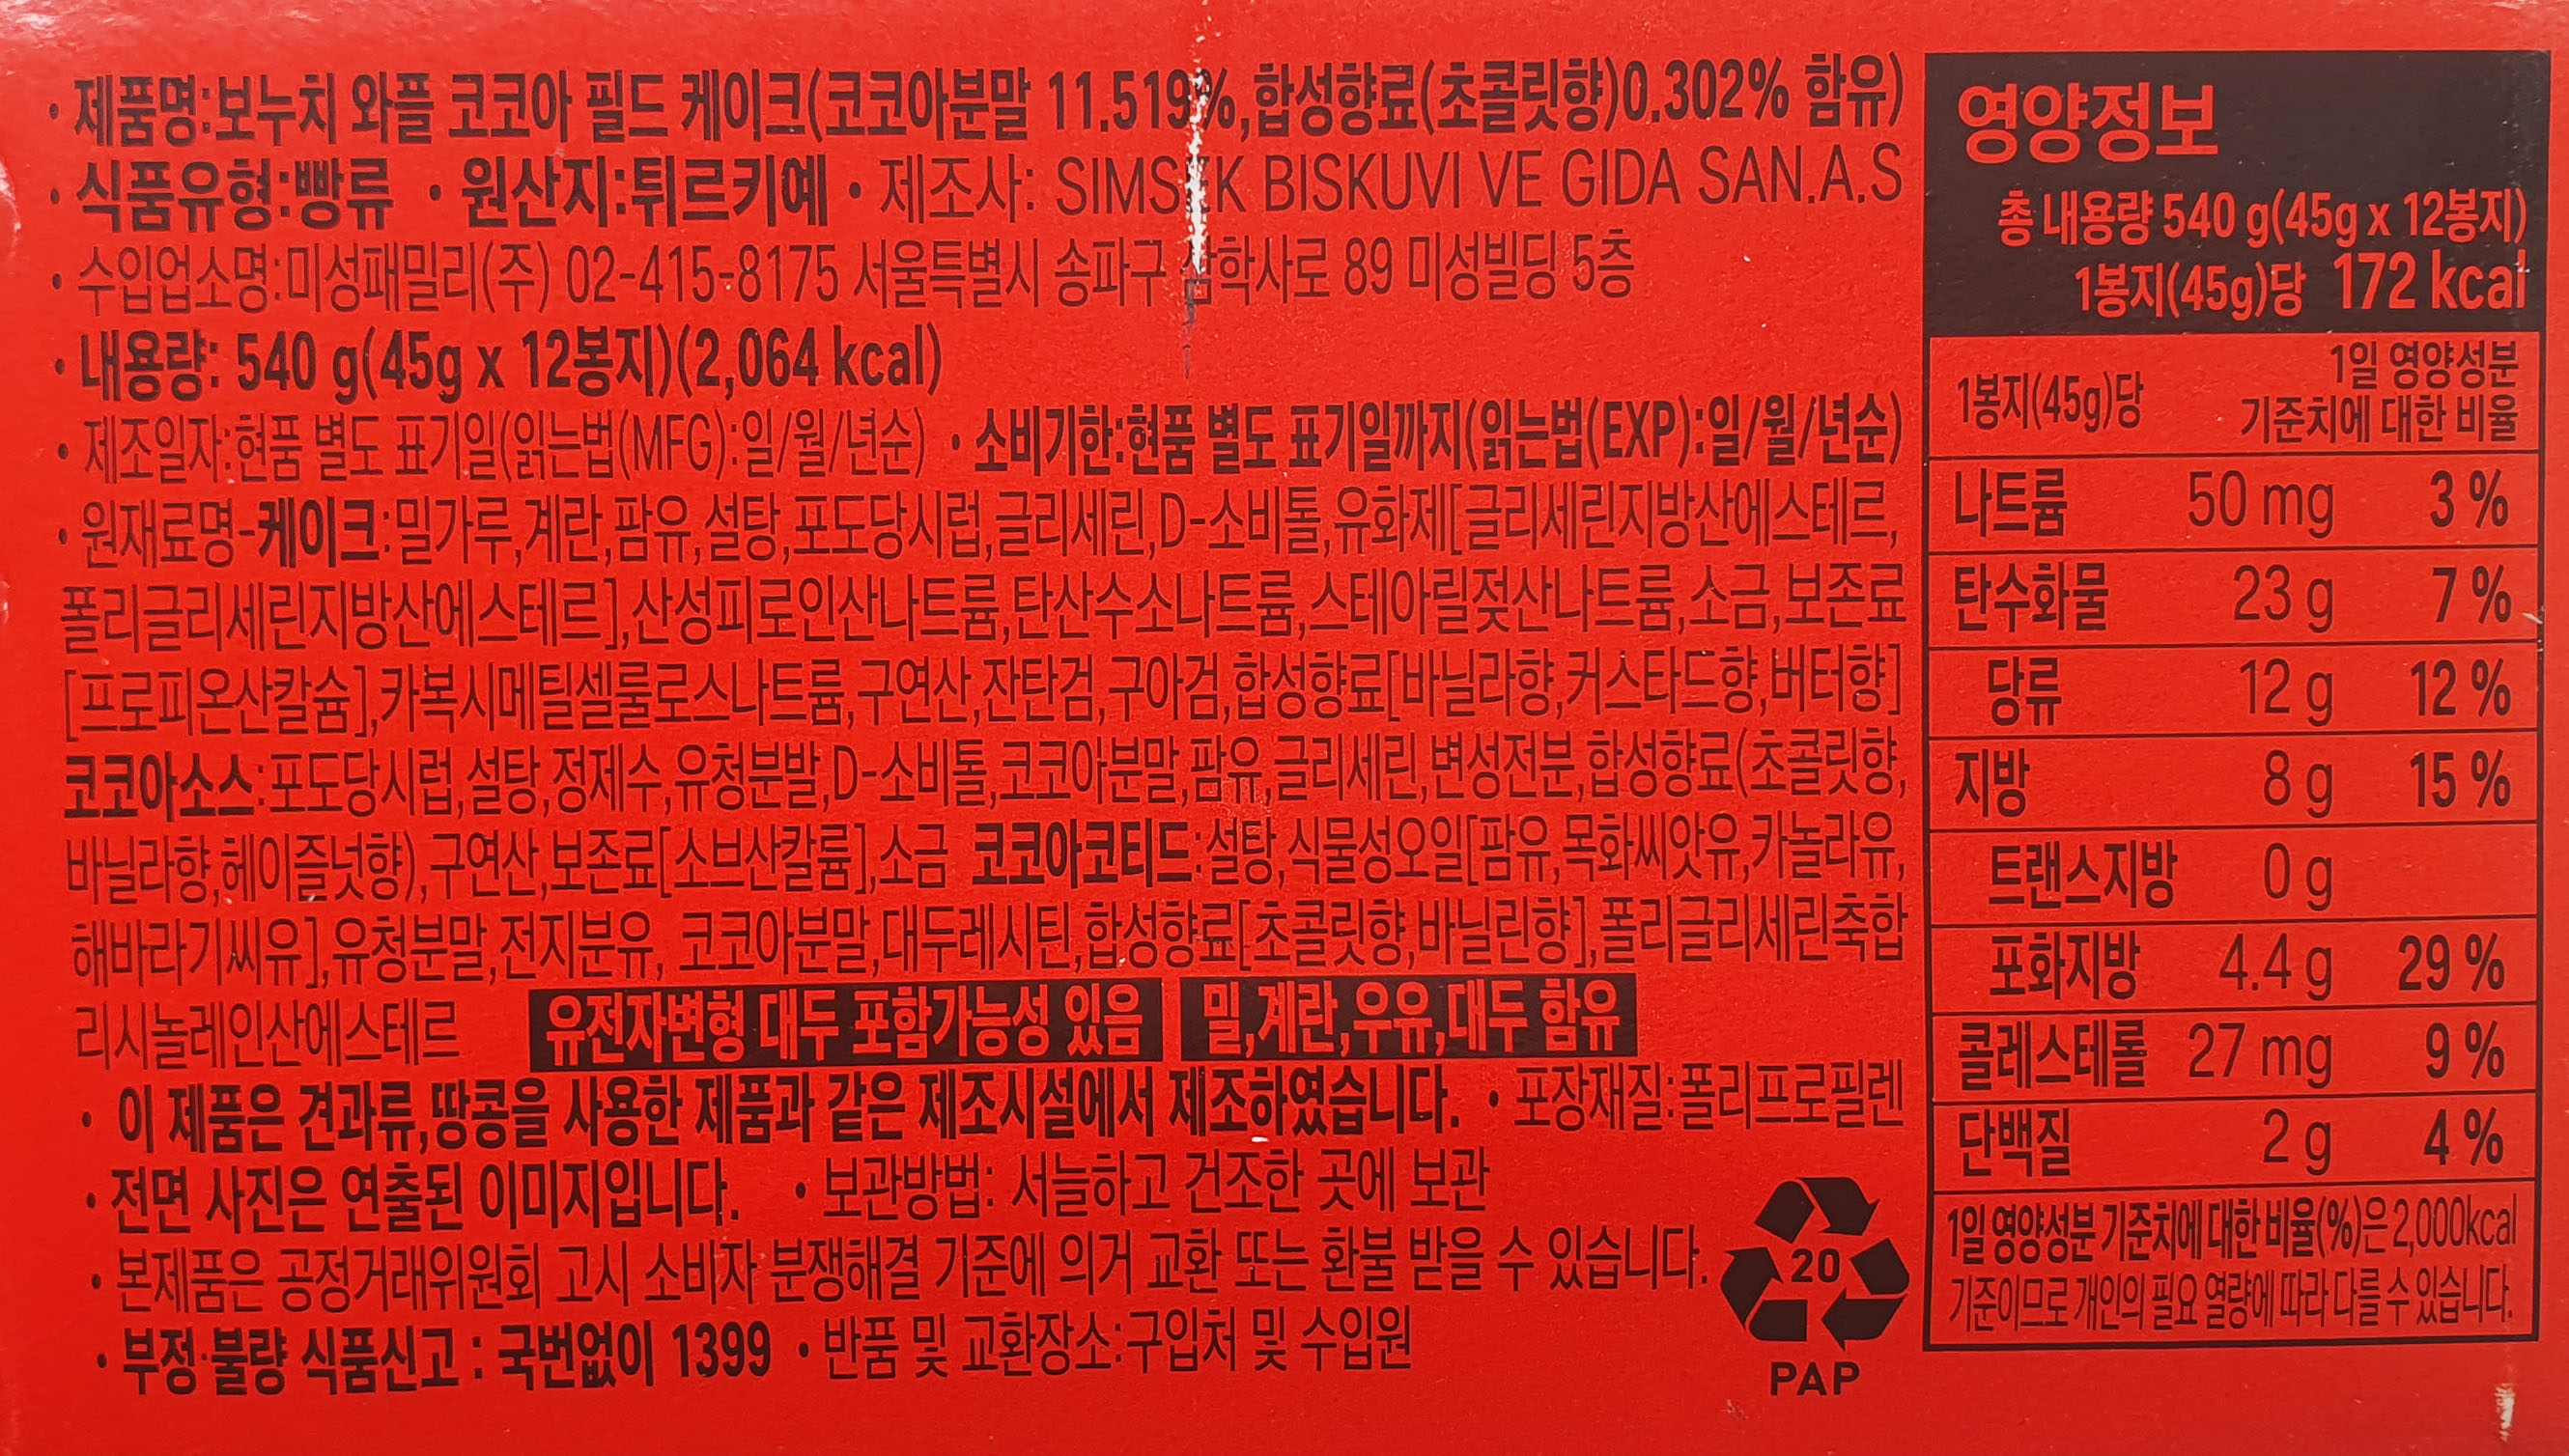 • 제품명:보누치 와플 코코아 필드 케이크(코코아분말 11.519%,합성향료(초콜릿향)0.302% 함유)
• 식품유형:빵류 • 원산지:튀르키예 • 제조사: SIMSEK BISKUVI VE GIDA SAN.A.S
• 수입업소명:미성패밀리(주) 02-415-8175 서울특별시 송파구 삼학사로 89 미성빌딩 5층
• 내용량: 540 g(45g x 12봉지)(2,064 kcal)
• 제조일자:현품 별도 표기일(읽는법(MFG):일/월/년순) • 소비기한:현품 별도 표기일까지(읽는법(EXP):일/월/년순)
• 원재료명-케이크:밀가루,계란,팜유,설탕,포도당시럽,글리세린,D-소비톨,유화제[글리세린지방산에스테르,
폴리글리세린지방산에스테르],산성피로인산나트륨,탄산수소나트륨,스테아릴젖산나트륨,소금,보존료
[프로피온산칼슘],카복시메틸셀룰로스나트륨,구연산,잔탄검,구아검,합성향료[바닐라향,커스타드향,버터향]
코코아소스:포도당시럽,설탕,정제수,유청분발,D-소비톨,코코아분말,팜유,글리세린,변성전분,합성향료(초콜릿향,
바닐라향,헤이즐넛향),구연산,보존료[소브산칼륨],소금 코코아코티드:설탕,식물성오일[팜유,목화씨앗유,카놀라유,
해바라기씨유],유청분말,전지분유, 코코아분말,대두레시틴,합성향료[초콜릿향,바닐린향],폴리글리세린축합
리시놀레인산에스테르 유전자변형 대두 포함가능성 있음 밀,계란,우유,대두 함유
• 이 제품은 견과류,땅콩을 사용한 제품과 같은 제조시설에서 제조하였습니다. • 포장재질:폴리프로필렌
• 전면 사진은 연출된 이미지입니다. • 보관방법: 서늘하고 건조한 곳에 보관
• 본제품은 공정거래위원회 고시 소비자 분쟁해결 기준에 의거 교환 또는 환불 받을 수 있습니다.
• 부정·불량 식품신고 : 국번없이 1399 • 반품 및 교환장소:구입처 및 수입원
20
PAP
영양정보
총 내용량 540 g(45g x 12봉지)
1봉지(45g)당 172 kcal
1봉지(45g)당 1일 영양성분
기준치에 대한 비율
나트륨 50 mg 3 %
탄수화물 23 g 7 %
당류 12 g 12 %
지방 8 g 15 %
트랜스지방 0 g
포화지방 4.4 g 29 %
콜레스테롤 27 mg 9 %
단백질 2 g 4 %
1일 영양성분 기준치에 대한 비율(%)은 2,000kcal
기준이므로 개인의 필요 열량에 따라 다를 수 있습니다.